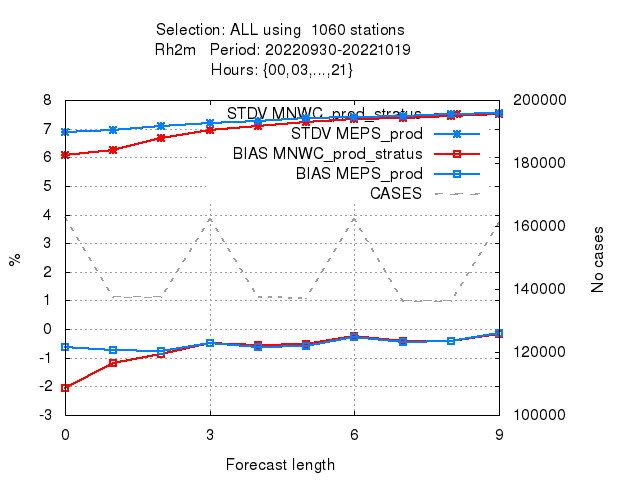 Selection: ALL using  1060 stations
Rh2m   Period: 20220930-20221019
Hours: {00,03,...,21}
8
7
6
5
4
3
2
1
0
-1
-2
-3
%
STDV MNWC_prod_stratus
STDV MEPS_prod
BIAS MNWC_prod_stratus
BIAS MEPS_prod
CASES
200000
180000
160000
140000
120000
100000
No cases
0 3 6 9
Forecast length